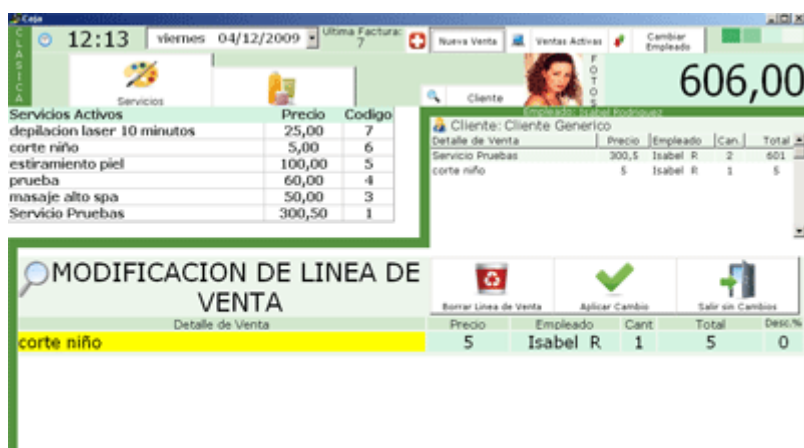 Caja
CLASICA
12:13 viernes 04/12/2009 Ultima Factura: 7
Nueva Venta Ventas Activas Cambiar Empleado
Servicios
Cliente
FOTOS
606,00
Empleado: Isabel Rodriguez
Servicios Activos Precio Codigo
depilacion laser 10 minutos 25,00 7
corte niño 5,00 6
estiramiento piel 100,00 5
prueba 60,00 4
masaje alto spa 50,00 3
Servicio Pruebas 300,50 1
Cliente: Cliente Generico
Detalle de Venta Precio Empleado Can. Total
Servicio Pruebas 300,5 Isabel R 2 601
corte niño 5 Isabel R 1 5
MODIFICACION DE LINEA DE
VENTA
Borrar Linea de Venta Aplicar Cambio Salir sin Cambios
Detalle de Venta Precio Empleado Cant Total Desc.%
corte niño 5 Isabel R 1 5 0